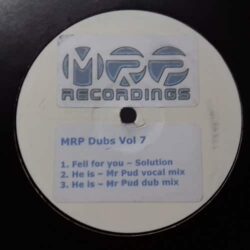 MRP
RECORDINGS
MRP Dubs Vol 7
1. Fell for you – Solution
2. He is – Mr Pud vocal mix
3. He is – Mr Pud dub mix